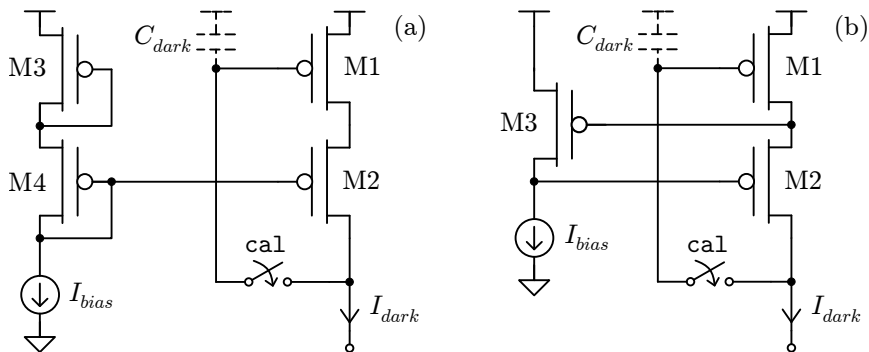 C_dark
(a)
M3
M1
M4
M2
cal
I_bias
I_dark
C_dark
(b)
M1
M3
M2
cal
I_bias
I_dark